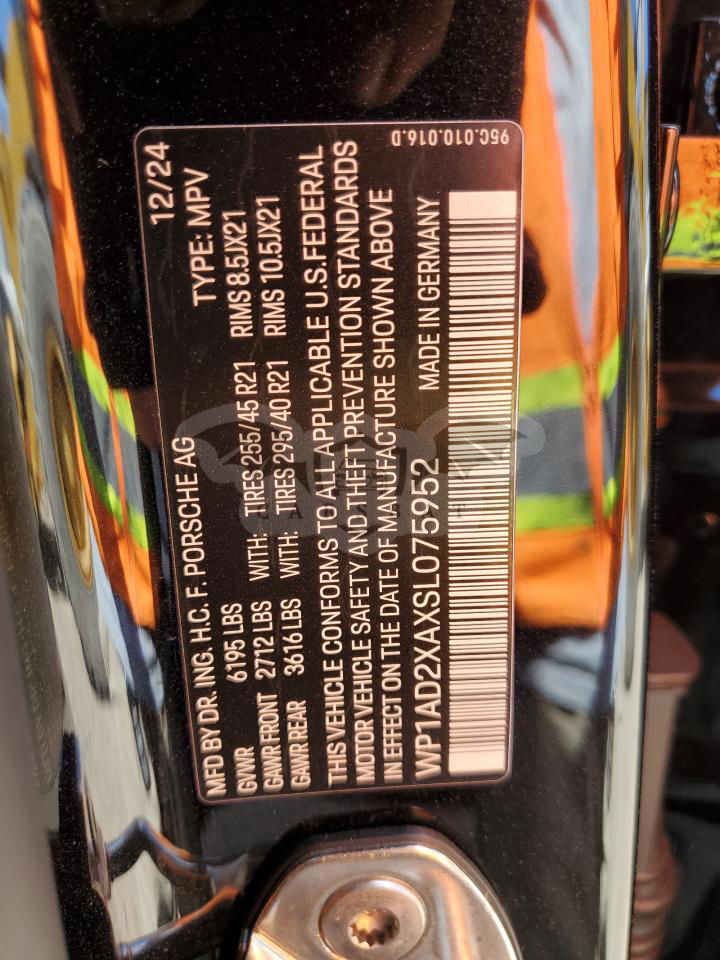 12/24
MFD BY DR. ING. H.C. F. PORSCHE AG TYPE: MPV
GVWR 6195 LBS
GAWR FRONT 2712 LBS WITH: TIRES 255/45 R21 RIMS 8.5JX21
GAWR REAR 3616 LBS WITH: TIRES 295/40 R21 RIMS 10.5JX21
THIS VEHICLE CONFORMS TO ALL APPLICABLE U.S.FEDERAL
MOTOR VEHICLE SAFETY AND THEFT PREVENTION STANDARDS
IN EFFECT ON THE DATE OF MANUFACTURE SHOWN ABOVE
WP1AD2XAXSL075952 MADE IN GERMANY
95C.010.016.D